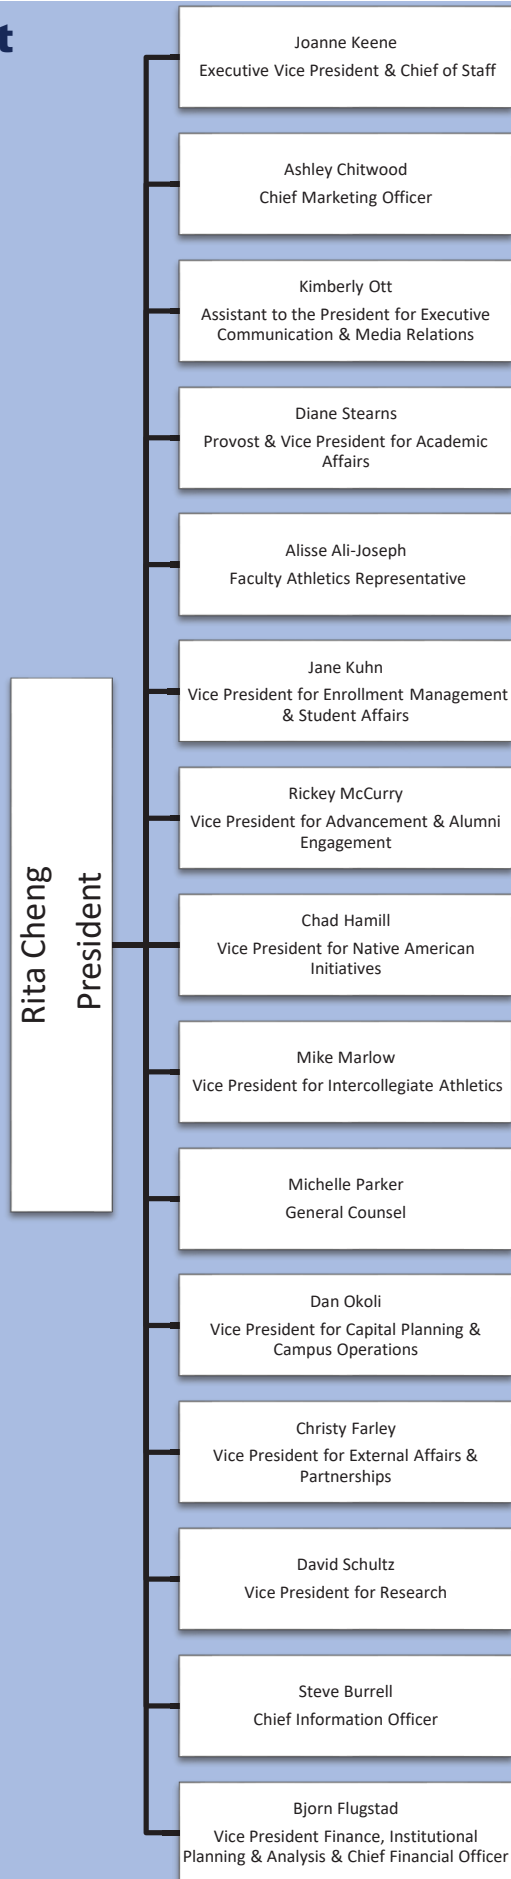 t
Joanne Keene
Executive Vice President & Chief of Staff
Ashley Chitwood
Chief Marketing Officer
Kimberly Ott
Assistant to the President for Executive
Communication & Media Relations
Diane Stearns
Provost & Vice President for Academic
Affairs
Alisse Ali-Joseph
Faculty Athletics Representative
Jane Kuhn
Vice President for Enrollment Management
& Student Affairs
Rickey McCurry
Vice President for Advancement & Alumni
Engagement
Rita Cheng
President
Chad Hamill
Vice President for Native American
Initiatives
Mike Marlow
Vice President for Intercollegiate Athletics
Michelle Parker
General Counsel
Dan Okoli
Vice President for Capital Planning &
Campus Operations
Christy Farley
Vice President for External Affairs &
Partnerships
David Schultz
Vice President for Research
Steve Burrell
Chief Information Officer
Bjorn Flugstad
Vice President Finance, Institutional
Planning & Analysis & Chief Financial Officer